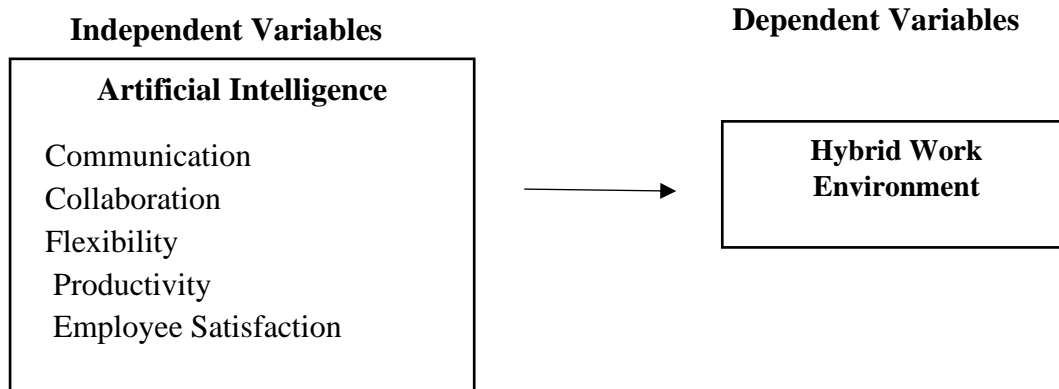 Independent Variables
Artificial Intelligence
Communication
Collaboration
Flexibility
Productivity
Employee Satisfaction
Dependent Variables
Hybrid Work
Environment